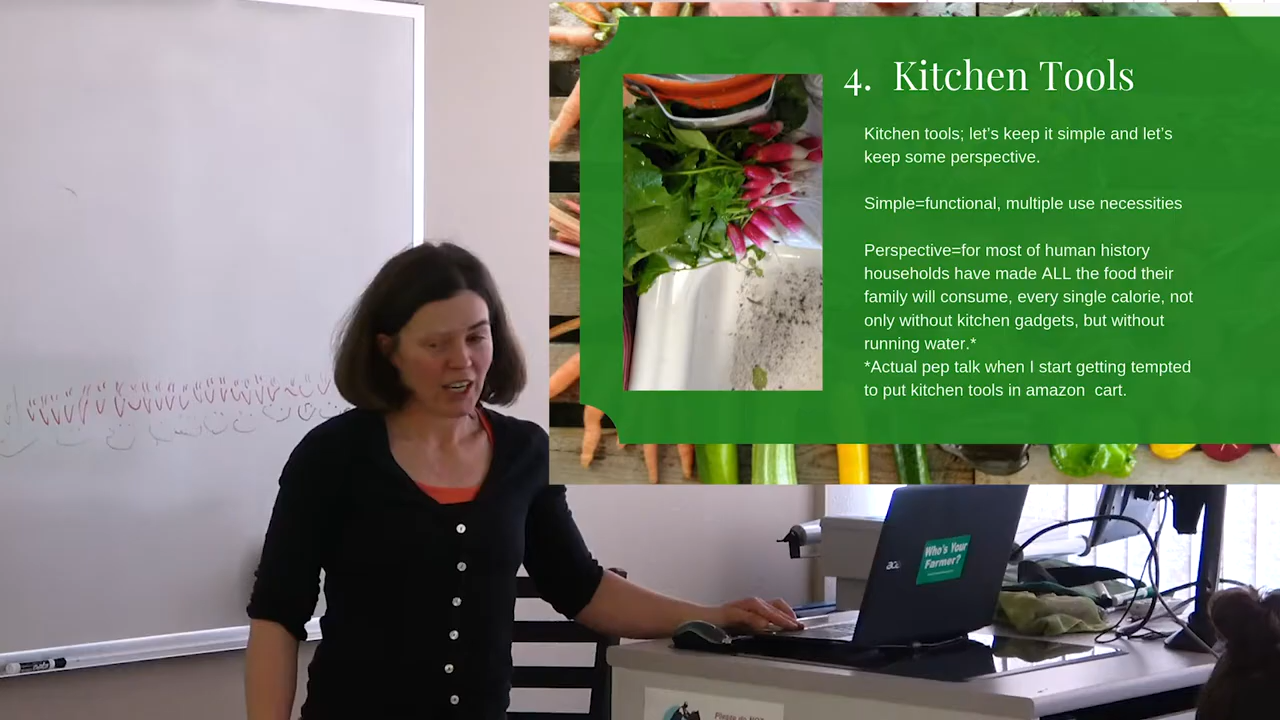 4. Kitchen Tools
Kitchen tools; let's keep it simple and let's
keep some perspective.
Simple=functional, multiple use necessities
Perspective=for most of human history
households have made ALL the food their
family will consume, every single calorie, not
only without kitchen gadgets, but without
running water.*
*Actual pep talk when I start getting tempted
to put kitchen tools in amazon cart.
acer
Who's Your
Farmer?
Please do NOT